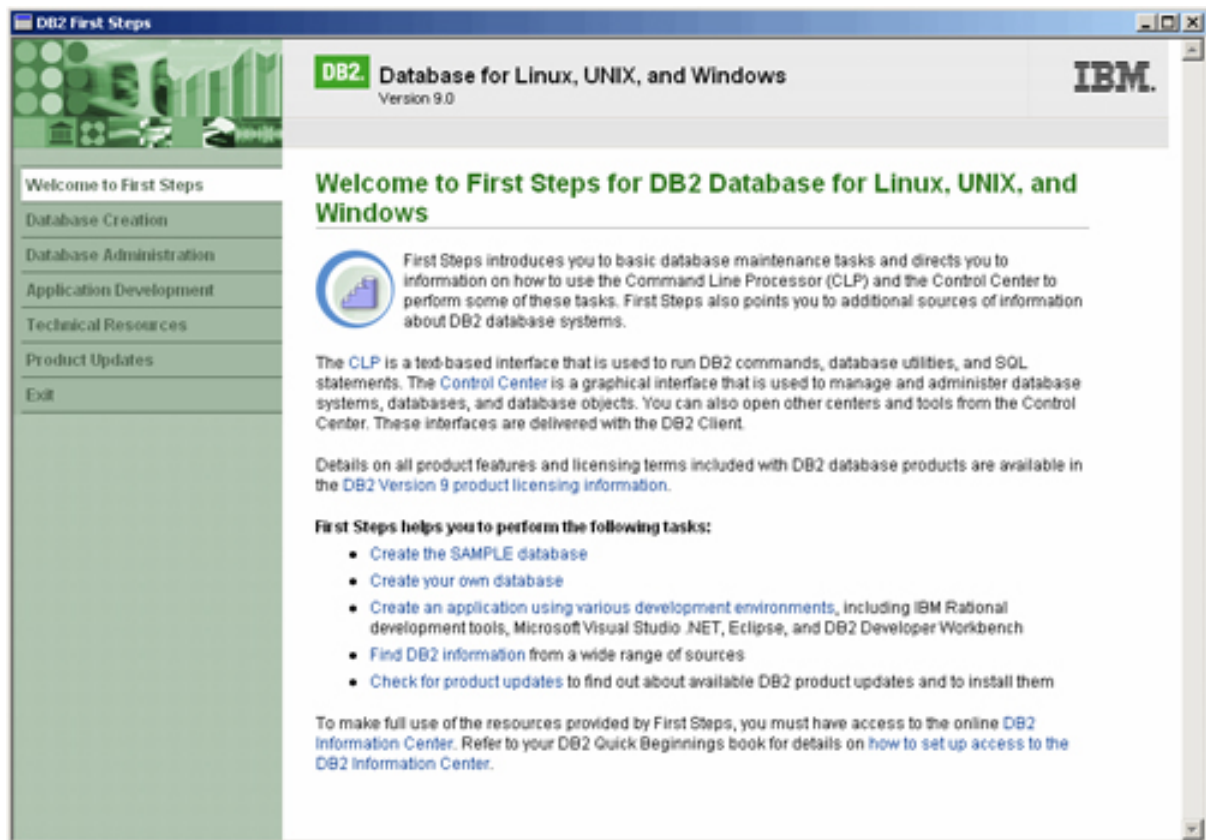 DB2 First Steps
DB2. Database for Linux, UNIX, and Windows
Version 9.0
IBM.
Welcome to First Steps
Database Creation
Database Administration
Application Development
Technical Resources
Product Updates
Exit
Welcome to First Steps for DB2 Database for Linux, UNIX, and
Windows
First Steps introduces you to basic database maintenance tasks and directs you to
information on how to use the Command Line Processor (CLP) and the Control Center to
perform some of these tasks. First Steps also points you to additional sources of information
about DB2 database systems.
The CLP is a text-based interface that is used to run DB2 commands, database utilities, and SQL
statements. The Control Center is a graphical interface that is used to manage and administer database
systems, databases, and database objects. You can also open other centers and tools from the Control
Center. These interfaces are delivered with the DB2 Client.
Details on all product features and licensing terms included with DB2 database products are available in
the DB2 Version 9 product licensing information.
First Steps helps you to perform the following tasks:
• Create the SAMPLE database
• Create your own database
• Create an application using various development environments, including IBM Rational
development tools, Microsoft Visual Studio .NET, Eclipse, and DB2 Developer Workbench
• Find DB2 information from a wide range of sources
• Check for product updates to find out about available DB2 product updates and to install them
To make full use of the resources provided by First Steps, you must have access to the online DB2
Information Center. Refer to your DB2 Quick Beginnings book for details on how to set up access to the
DB2 Information Center.